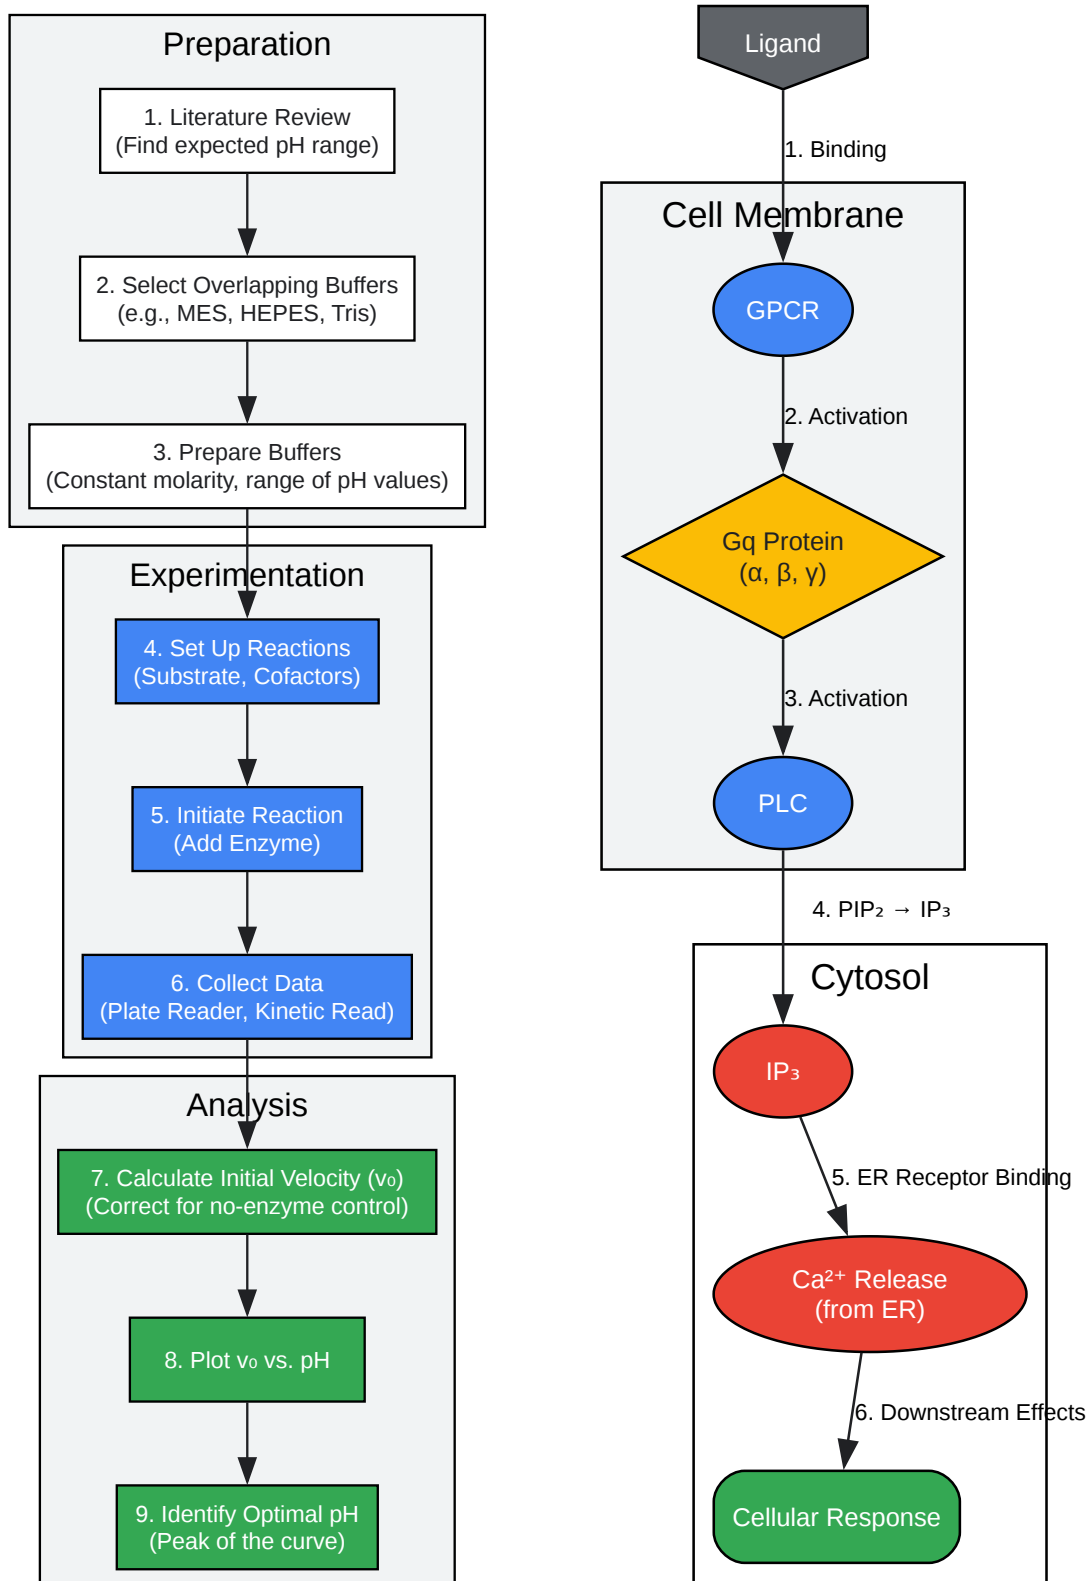 Preparation
1. Literature Review
(Find expected pH range)
2. Select Overlapping Buffers
(e.g., MES, HEPES, Tris)
3. Prepare Buffers
(Constant molarity, range of pH values)
Experimentation
4. Set Up Reactions
(Substrate, Cofactors)
5. Initiate Reaction
(Add Enzyme)
6. Collect Data
(Plate Reader, Kinetic Read)
Analysis
7. Calculate Initial Velocity (v₀)
(Correct for no-enzyme control)
8. Plot v₀ vs. pH
9. Identify Optimal pH
(Peak of the curve)
Ligand
1. Binding
Cell Membrane
GPCR
2. Activation
Gq Protein
(α, β, γ)
3. Activation
PLC
4. PIP₂ → IP₃
Cytosol
IP₃
5. ER Receptor Binding
Ca²⁺ Release
(from ER)
6. Downstream Effects
Cellular Response